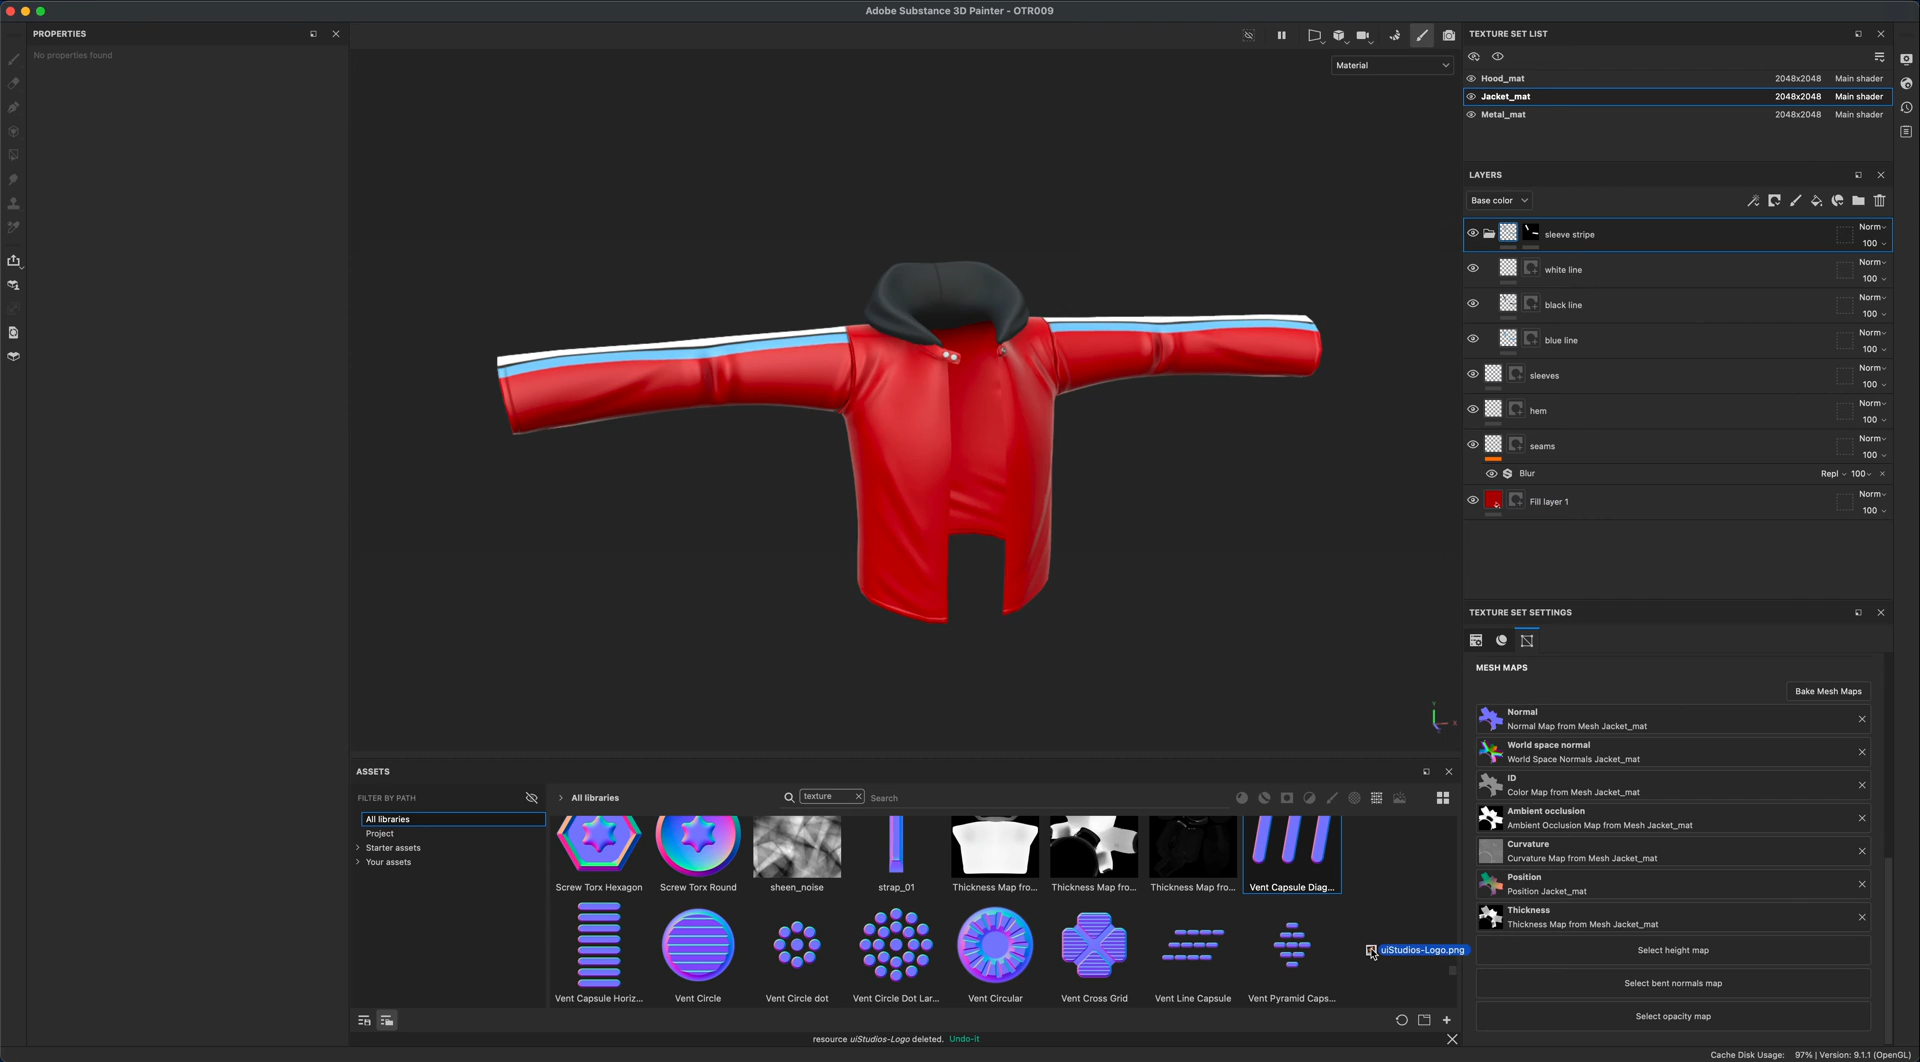 Adobe Substance 3D Painter - OTR009
PROPERTIES
No properties found
Material
TEXTURE SET LIST
Hood_mat 2048x2048 Main shader
Jacket_mat 2048x2048 Main shader
Metal_mat 2048x2048 Main shader
LAYERS
Base color
sleeve stripe Norm 100
white line Norm 100
black line Norm 100
blue line Norm 100
sleeves Norm 100
hem Norm 100
seams Norm 100
Blur Repl 100
Fill layer 1 Norm 100
TEXTURE SET SETTINGS
MESH MAPS
Bake Mesh Maps
Normal
Normal Map from Mesh Jacket_mat
World space normal
World Space Normals Jacket_mat
ID
Color Map from Mesh Jacket_mat
Ambient occlusion
Ambient Occlusion Map from Mesh Jacket_mat
Curvature
Curvature Map from Mesh Jacket_mat
Position
Position Jacket_mat
Thickness
Thickness Map from Mesh Jacket_mat
Select height map
Select bent normals map
Select opacity map
Y
X
ASSETS
FILTER BY PATH
All libraries
Project
Starter assets
Your assets
All libraries
texture
Search
Screw Torx Hexagon
Screw Torx Round
sheen_noise
strap_01
Thickness Map fro...
Thickness Map fro...
Thickness Map fro...
Vent Capsule Diag...
Vent Capsule Horiz...
Vent Circle
Vent Circle dot
Vent Circle Dot Lar...
Vent Circular
Vent Cross Grid
Vent Line Capsule
Vent Pyramid Caps...
uiStudios-Logo.png
resource uiStudios-Logo deleted. Undo-it
Cache Disk Usage: 97% | Version: 9.1.1 (OpenGL)